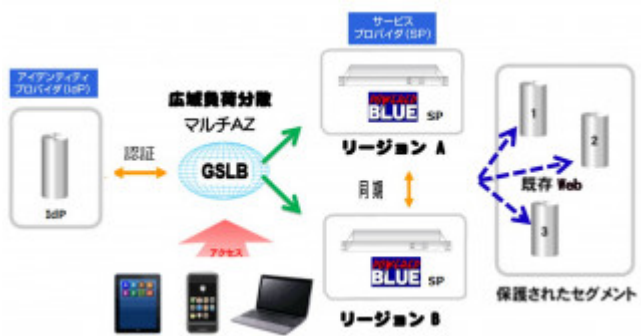 サービス
プロバイダ(SP)
アイデンティティ
プロバイダ(IdP)
広域負荷分散
マルチAZ
認証
GSLB
IdP
アクセス
BLUE SP
リージョン A
同期
BLUE SP
リージョン B
1
2
既存 Web
3
保護されたセグメント